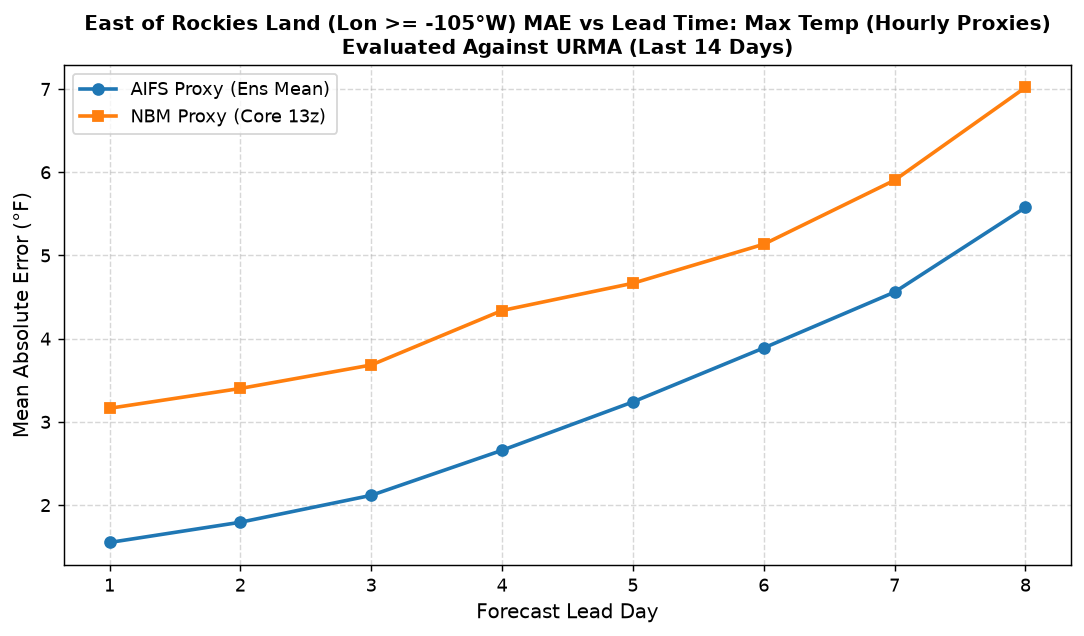 East of Rockies Land (Lon >= -105°W) MAE vs Lead Time: Max Temp (Hourly Proxies)
Evaluated Against URMA (Last 14 Days)
AIFS Proxy (Ens Mean)
NBM Proxy (Core 13z)
Mean Absolute Error (°F)
7
6
5
4
3
2
1 2 3 4 5 6 7 8
Forecast Lead Day